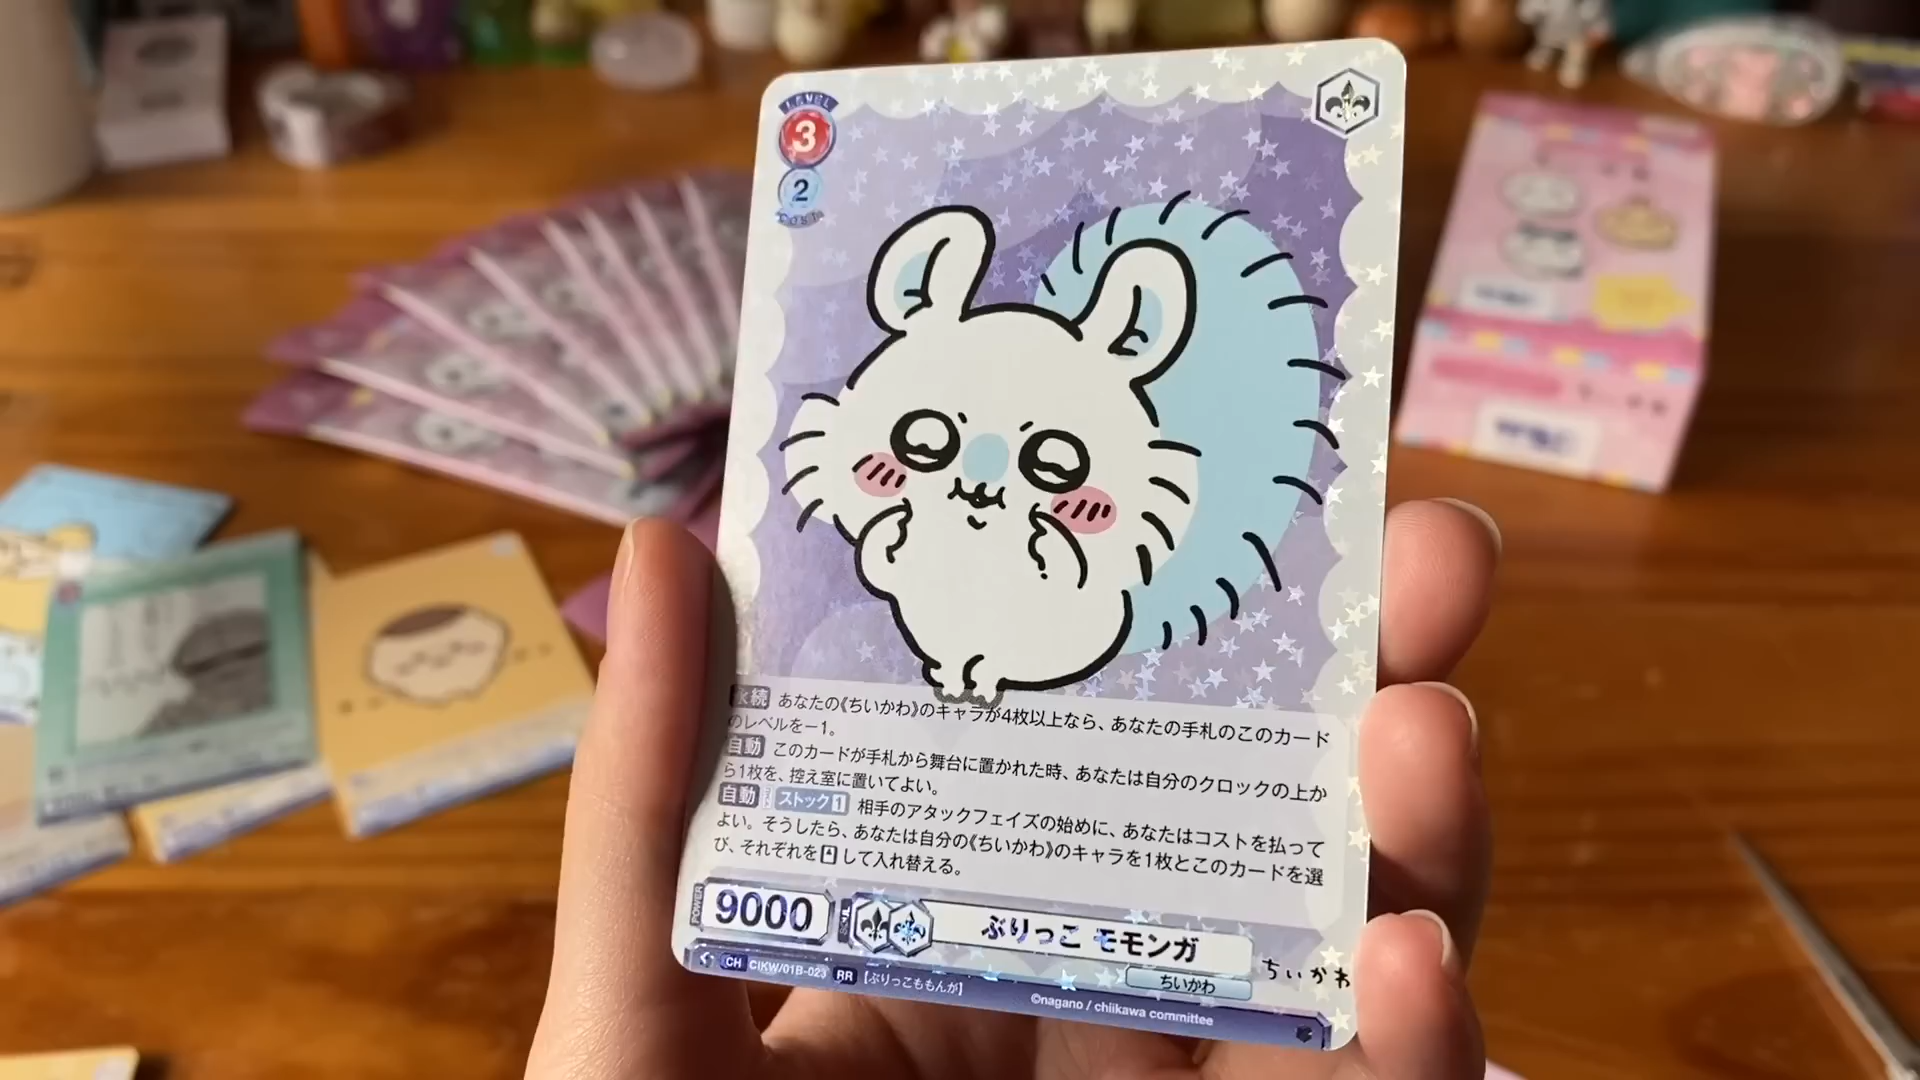 LEVEL
3
2
COST
永続 あなたの《ちいかわ》のキャラが4枚以上なら、あなたの手札のこのカード
のレベルを－1。
自動 このカードが手札から舞台に置かれた時、あなたは自分のクロックの上か
ら1枚を、控え室に置いてよい。
自動 ストック1 相手のアタックフェイズの始めに、あなたはコストを払って
よい。そうしたら、あなたは自分の《ちいかわ》のキャラを1枚とこのカードを選
び、それぞれを して入れ替える。
POWER 9000 SOUL ぶりっこ モモンガ
ちいかわ
ちいかわ
CH CIKW/01B-023 RR 【ぶりっこももんが】
©nagano / chiikawa committee